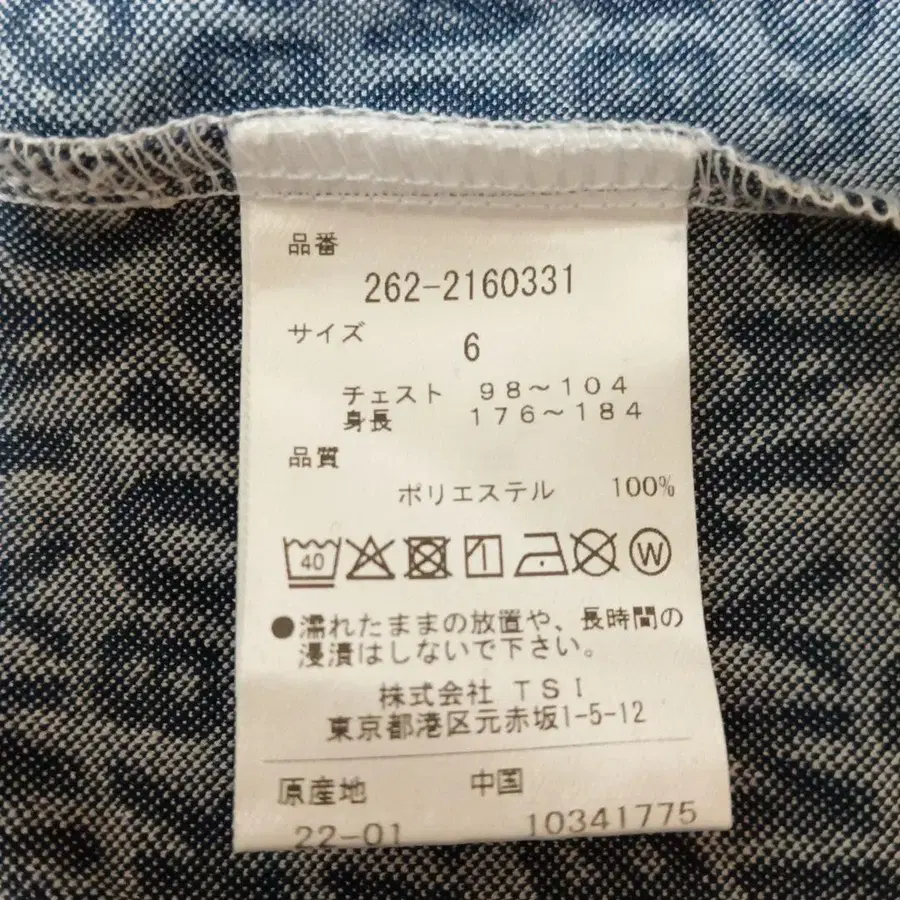 品番
262-2160331
サイズ
6
チェスト 98～104
身長 176～184
品質
ポリエステル 100%
40
W
●濡れたままの放置や、長時間の
浸漬はしないで下さい。
株式会社 TSI
東京都港区元赤坂1-5-12
原産地 中国
22-01 10341775